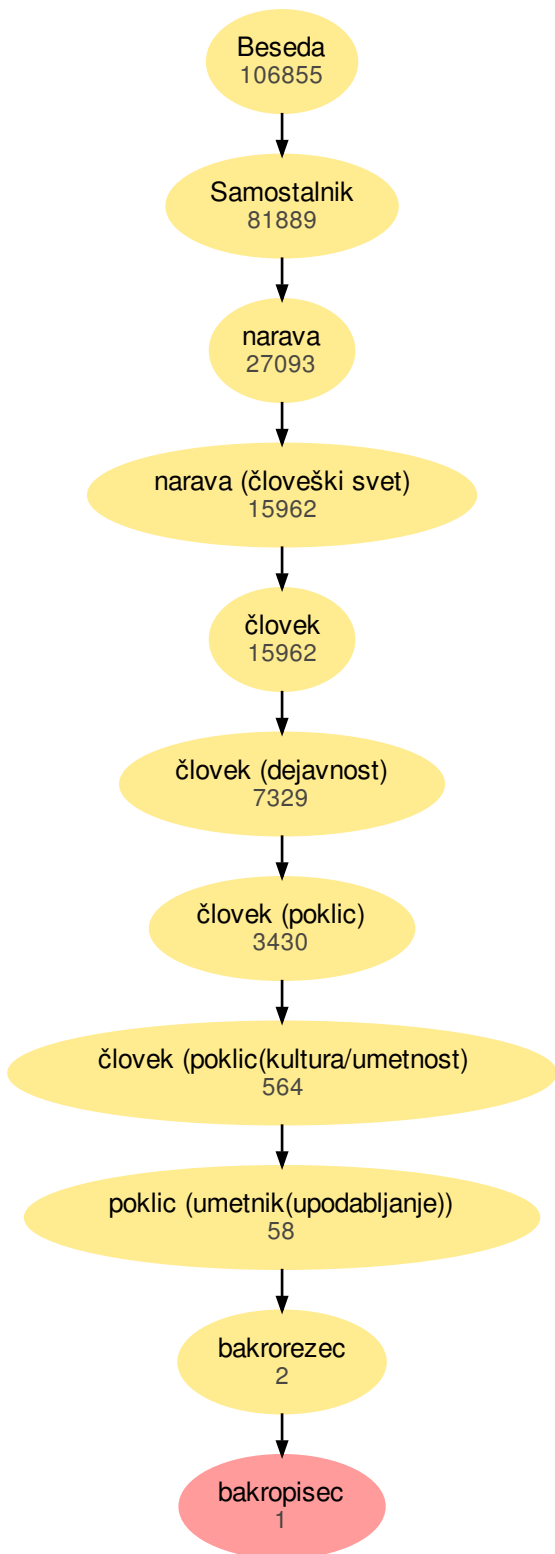 Beseda
106855
Samostalnik
81889
narava
27093
narava (človeški svet)
15962
človek
15962
človek (dejavnost)
7329
človek (poklic)
3430
človek (poklic(kultura/umetnost)
564
poklic (umetnik(upodabljanje))
58
bakrorezec
2
bakropisec
1